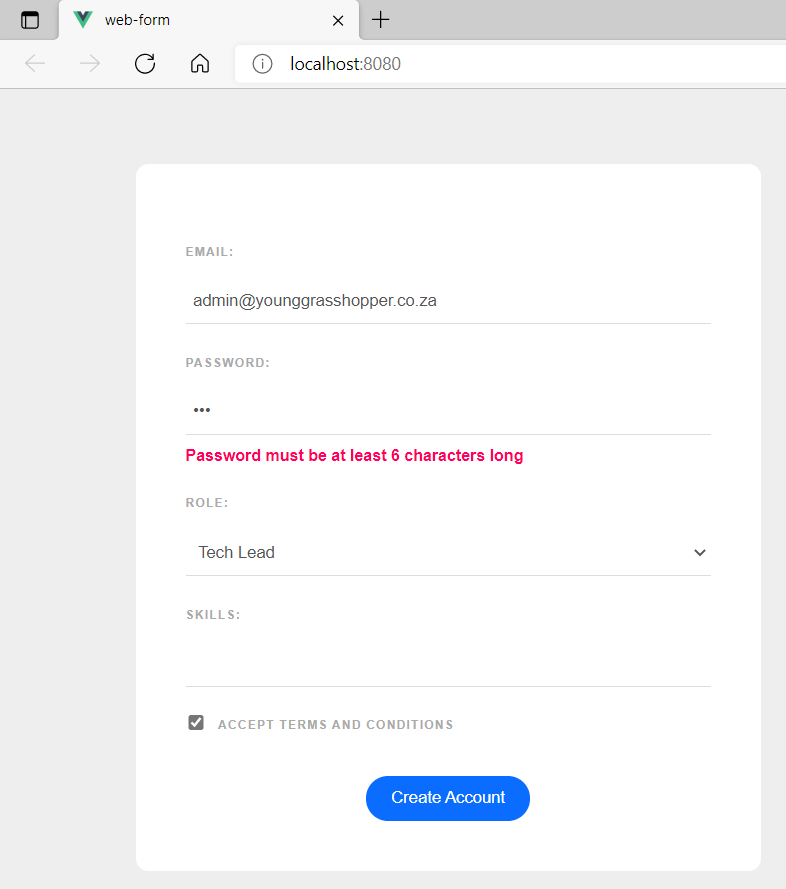 web-form
localhost:8080
EMAIL:
admin@younggrasshopper.co.za
PASSWORD:
•••
Password must be at least 6 characters long
ROLE:
Tech Lead
SKILLS:
ACCEPT TERMS AND CONDITIONS
Create Account